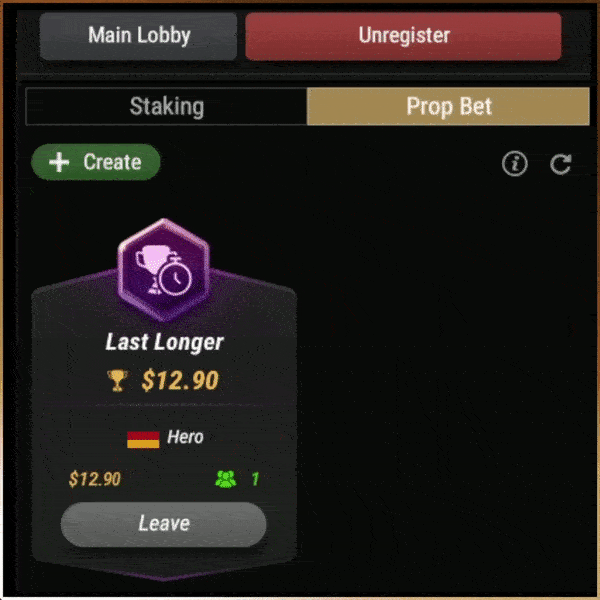 Main Lobby
Unregister
Staking
Prop Bet
+ Create
Last Longer
$12.90
Hero
$12.90
1
Leave